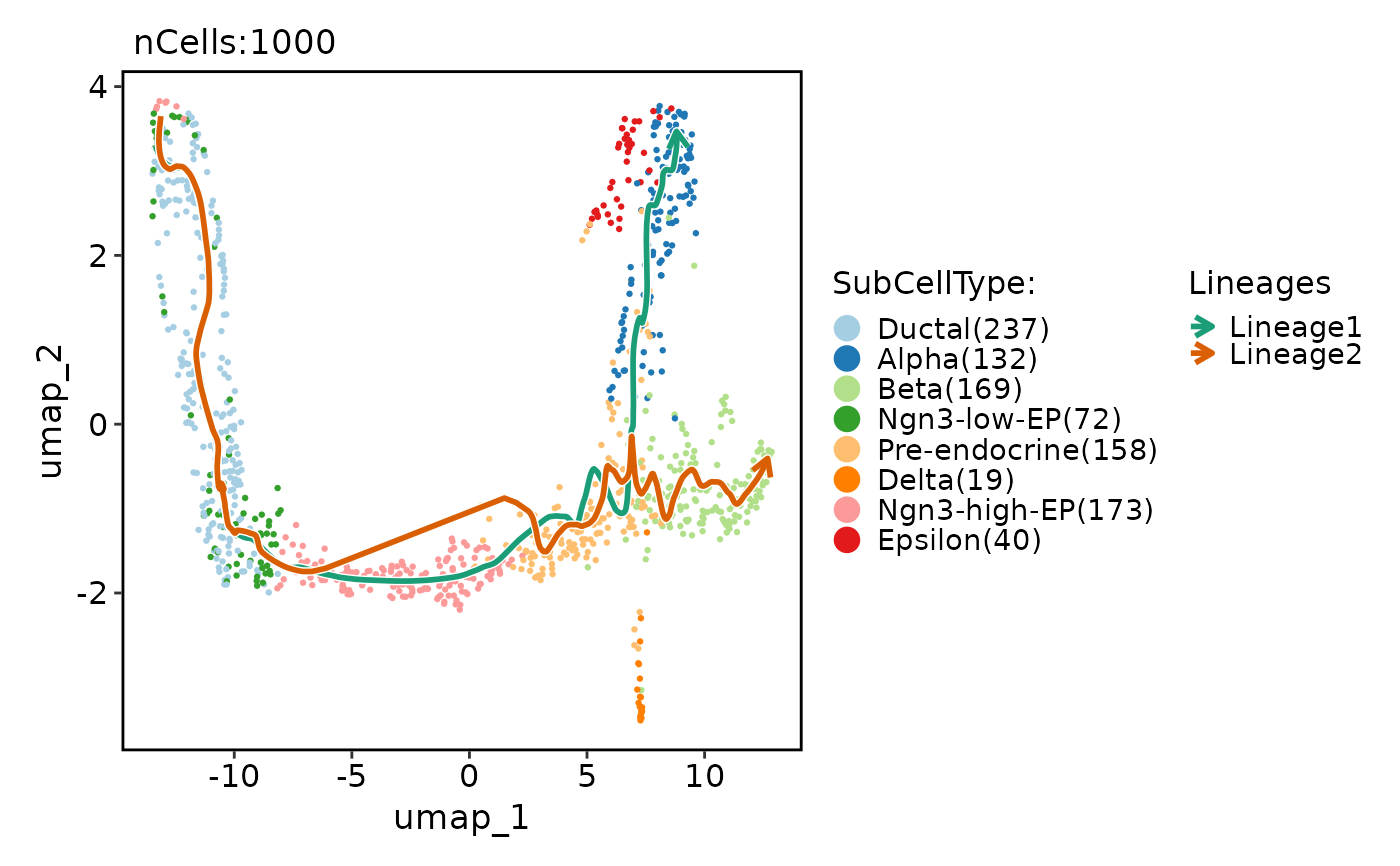 nCells:1000
4
2
0
-2
umap_2
-10 -5 0 5 10
umap_1
SubCellType:
Ductal(237)
Alpha(132)
Beta(169)
Ngn3-low-EP(72)
Pre-endocrine(158)
Delta(19)
Ngn3-high-EP(173)
Epsilon(40)
Lineages
Lineage1
Lineage2